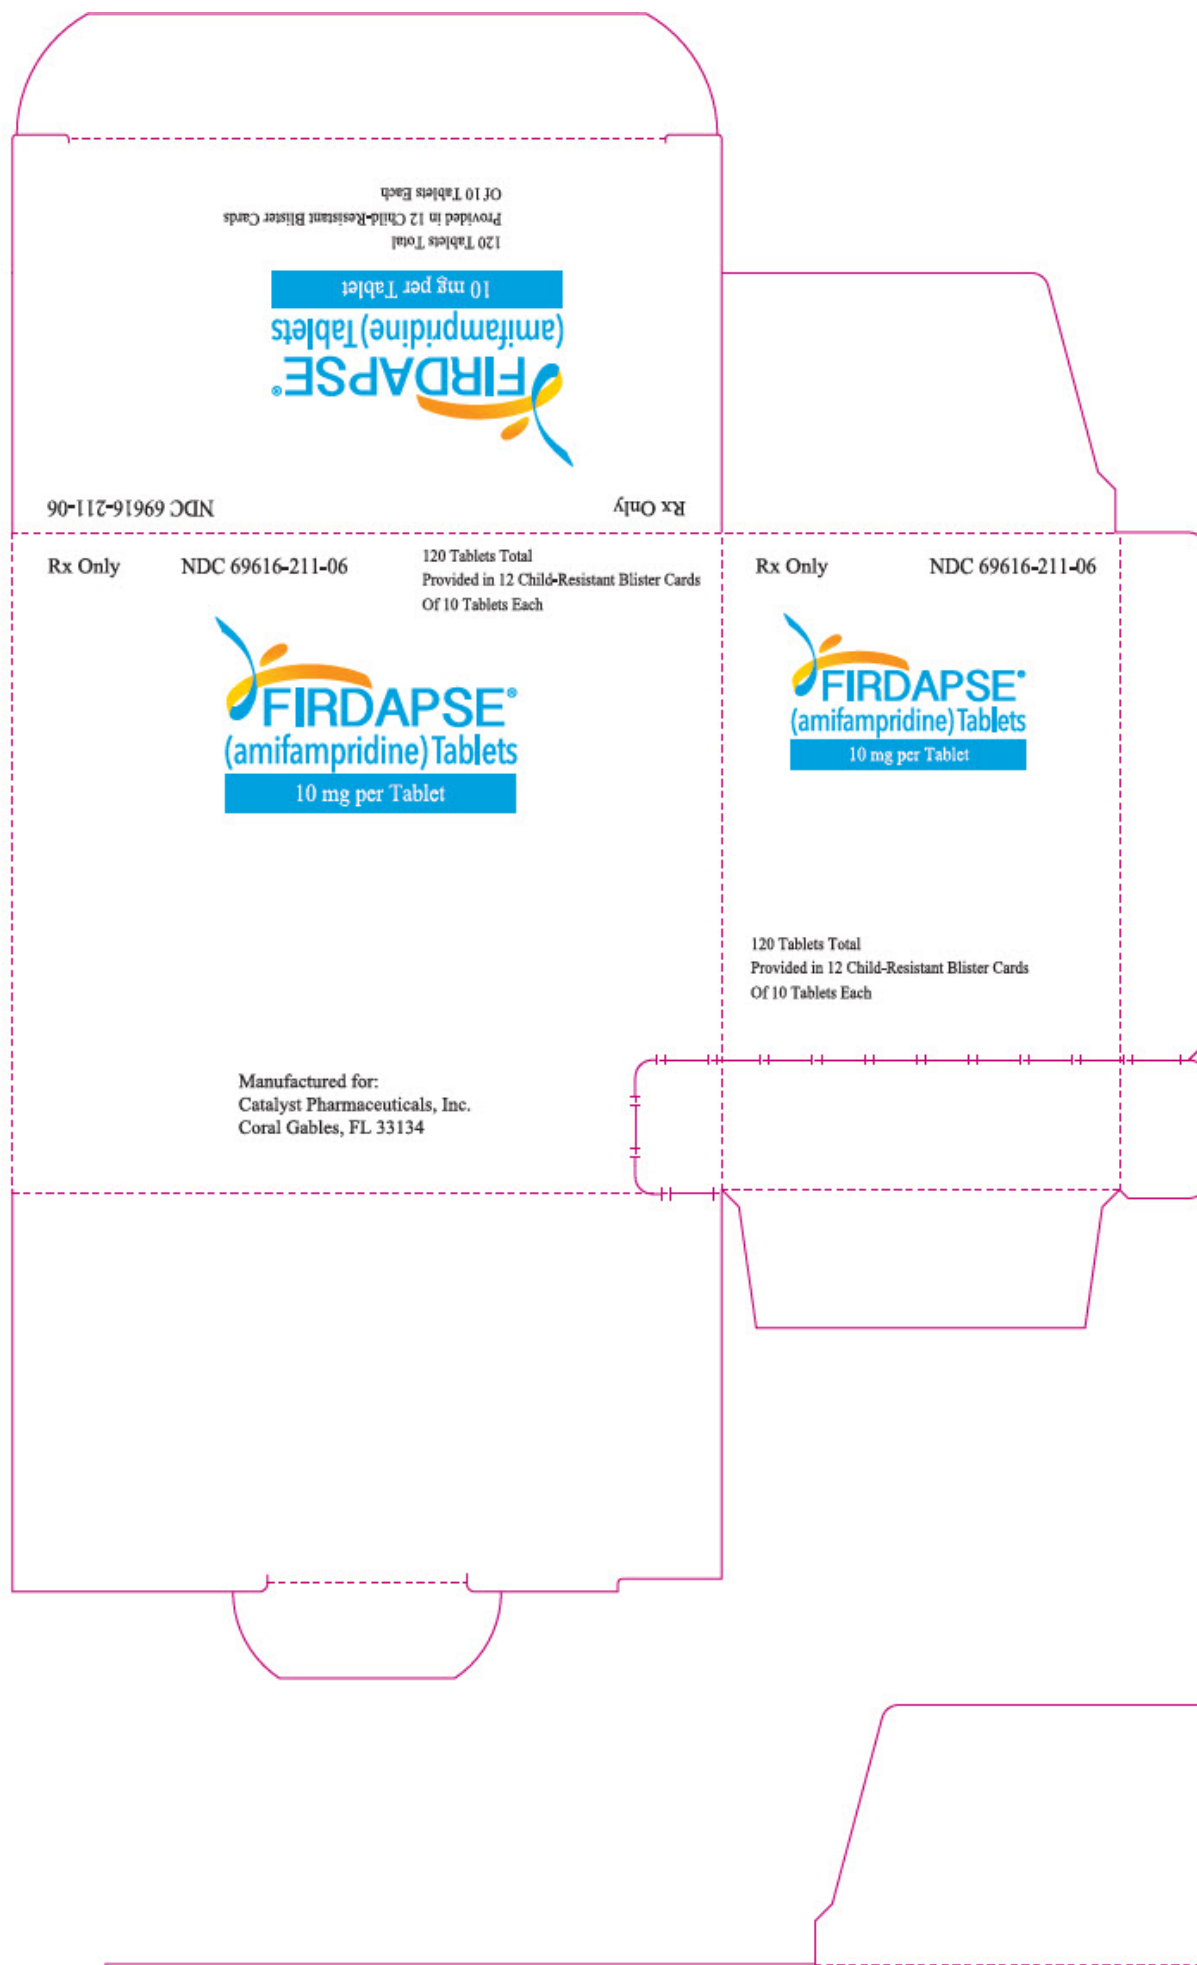 Of 10 Tablets Each
Provided in 12 Child-Resistant Blister Cards
120 Tablets Total
10 mg per Tablet
(amifampridine) Tablets
FIRDAPSE®
NDC 69616-211-06
Rx Only
Rx Only
NDC 69616-211-06
120 Tablets Total
Provided in 12 Child-Resistant Blister Cards
Of 10 Tablets Each
FIRDAPSE®
(amifampridine) Tablets
10 mg per Tablet
Manufactured for:
Catalyst Pharmaceuticals, Inc.
Coral Gables, FL 33134
Rx Only
NDC 69616-211-06
FIRDAPSE®
(amifampridine) Tablets
10 mg per Tablet
120 Tablets Total
Provided in 12 Child-Resistant Blister Cards
Of 10 Tablets Each